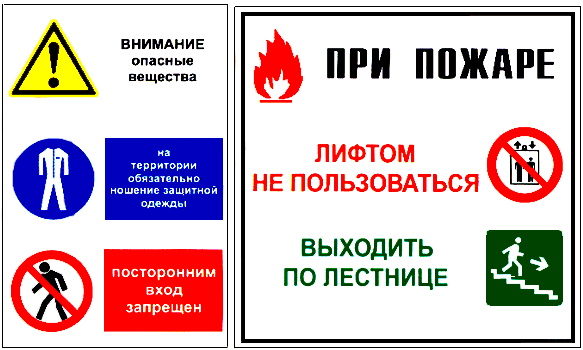 ВНИМАНИЕ
опасные
вещества
на
территории
обязательно
ношение защитной
одежды
посторонним
вход
запрещен
ПРИ ПОЖАРЕ
ЛИФТОМ
НЕ ПОЛЬЗОВАТЬСЯ
ВЫХОДИТЬ
ПО ЛЕСТНИЦЕ